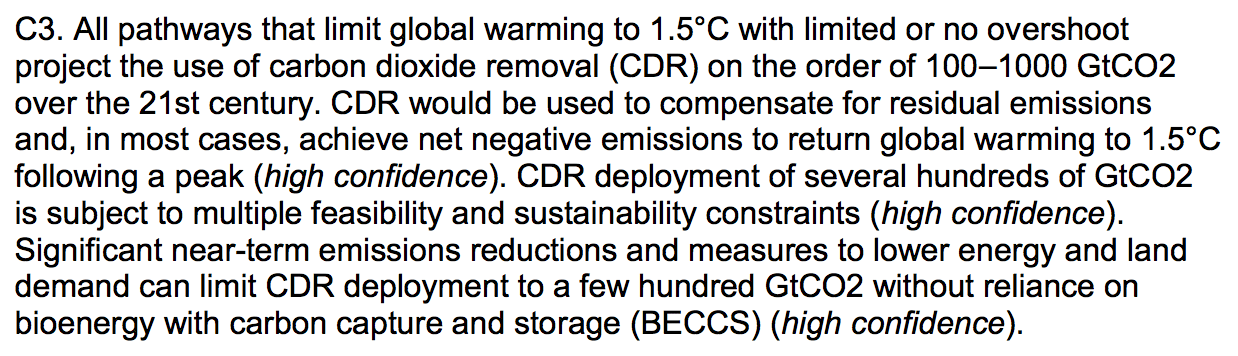 C3. All pathways that limit global warming to 1.5°C with limited or no overshoot
project the use of carbon dioxide removal (CDR) on the order of 100–1000 GtCO2
over the 21st century. CDR would be used to compensate for residual emissions
and, in most cases, achieve net negative emissions to return global warming to 1.5°C
following a peak (high confidence). CDR deployment of several hundreds of GtCO2
is subject to multiple feasibility and sustainability constraints (high confidence).
Significant near-term emissions reductions and measures to lower energy and land
demand can limit CDR deployment to a few hundred GtCO2 without reliance on
bioenergy with carbon capture and storage (BECCS) (high confidence).